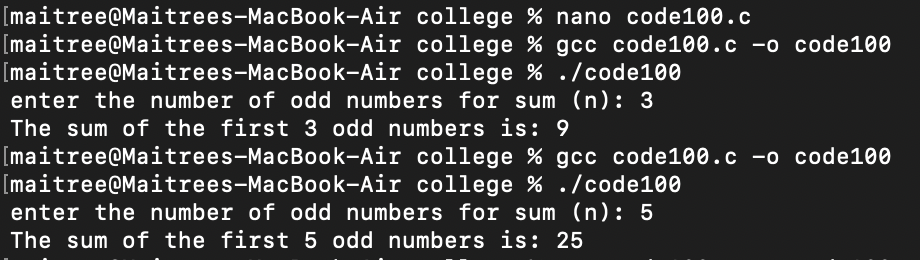 [maitree@Maitrees-MacBook-Air college % nano code100.c
[maitree@Maitrees-MacBook-Air college % gcc code100.c -o code100
[maitree@Maitrees-MacBook-Air college % ./code100
enter the number of odd numbers for sum (n): 3
The sum of the first 3 odd numbers is: 9
[maitree@Maitrees-MacBook-Air college % gcc code100.c -o code100
[maitree@Maitrees-MacBook-Air college % ./code100
enter the number of odd numbers for sum (n): 5
The sum of the first 5 odd numbers is: 25